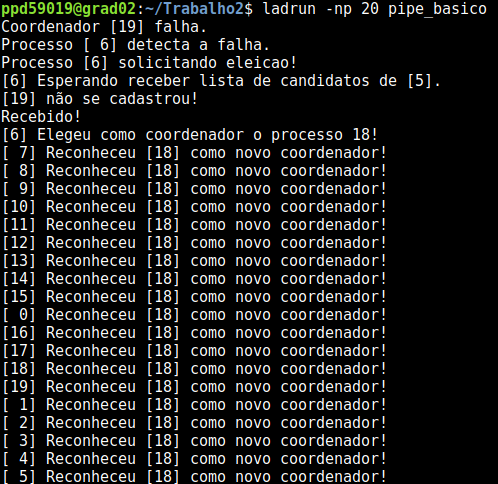 ppd59019@grad02:~/Trabalho2$ ladrun -np 20 pipe_basico
Coordenador [19] falha.
Processo [ 6] detecta a falha.
Processo [6] solicitando eleicao!
[6] Esperando receber lista de candidatos de [5].
[19] não se cadastrou!
Recebido!
[6] Elegeu como coordenador o processo 18!
[ 7] Reconheceu [18] como novo coordenador!
[ 8] Reconheceu [18] como novo coordenador!
[ 9] Reconheceu [18] como novo coordenador!
[10] Reconheceu [18] como novo coordenador!
[11] Reconheceu [18] como novo coordenador!
[12] Reconheceu [18] como novo coordenador!
[13] Reconheceu [18] como novo coordenador!
[14] Reconheceu [18] como novo coordenador!
[15] Reconheceu [18] como novo coordenador!
[ 0] Reconheceu [18] como novo coordenador!
[16] Reconheceu [18] como novo coordenador!
[17] Reconheceu [18] como novo coordenador!
[18] Reconheceu [18] como novo coordenador!
[19] Reconheceu [18] como novo coordenador!
[ 1] Reconheceu [18] como novo coordenador!
[ 2] Reconheceu [18] como novo coordenador!
[ 3] Reconheceu [18] como novo coordenador!
[ 4] Reconheceu [18] como novo coordenador!
[ 5] Reconheceu [18] como novo coordenador!